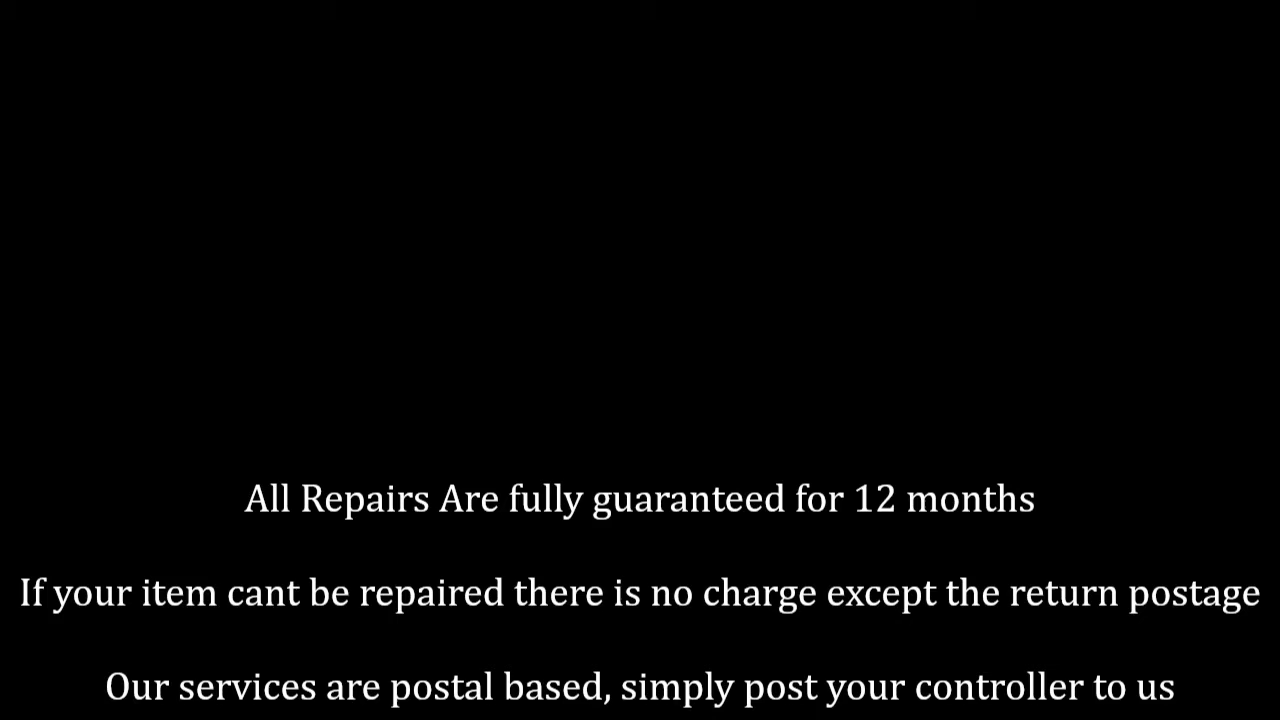 All Repairs Are fully guaranteed for 12 months
If your item cant be repaired there is no charge except the return postage
Our services are postal based, simply post your controller to us